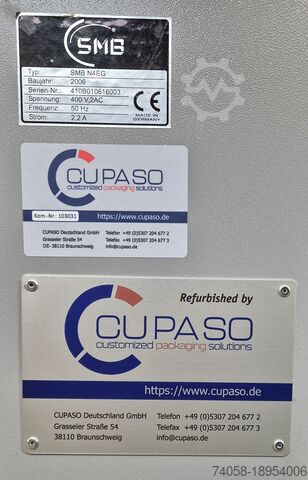 SMB
Typ: SMB N4EG
Baujahr: 2006
Serien-Nr.: 410B010616003
Spannung: 400 V,2AC
Frequenz: 50 Hz
Strom: 2,2 A
CE
MADE IN
GERMANY
CUPASO
customized packaging solutions
Kom.-Nr.: 103031
https://www.cupaso.de
CUPASO Deutschland GmbH Telefon +49 (0)5307 204 677 2
Grasseler Straße 54 Telefax +49 (0)5307 204 677 3
DE-38110 Braunschweig info@cupaso.de
Refurbished by
CUPASO
customized packaging solutions
https://www.cupaso.de
CUPASO Deutschland GmbH Telefon +49 (0)5307 204 677 2
Grasseler Straße 54 Telefax +49 (0)5307 204 677 3
38110 Braunschweig info@cupaso.de
74058-18954006